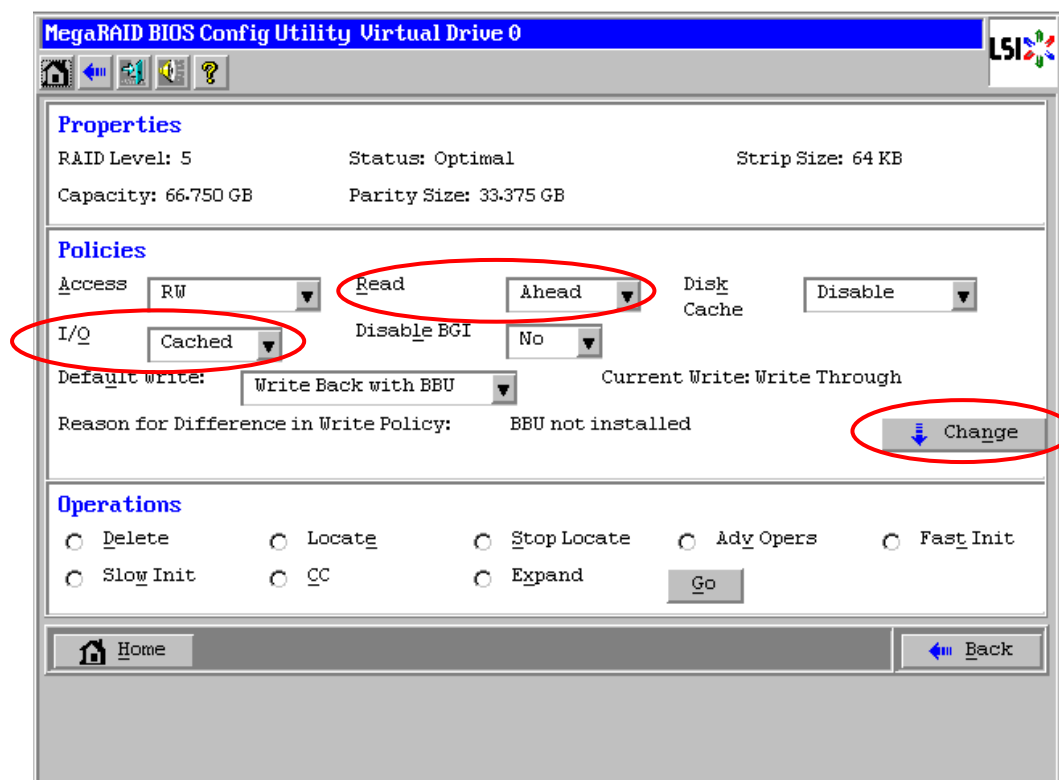 MegaRAID BIOS Config Utility Virtual Drive 0
LSI
Properties
RAID Level: 5 Status: Optimal Strip Size: 64 KB
Capacity: 66.750 GB Parity Size: 33.375 GB
Policies
Access RW Read Ahead Disk Cache Disable
I/O Cached Disable BGI No
Default Write: Write Back with BBU Current Write: Write Through
Reason for Difference in Write Policy: BBU not installed Change
Operations
Delete Locate Stop Locate Adv Opers Fast Init
Slow Init CC Expand Go
Home Back